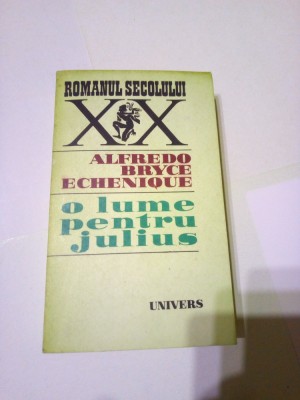 ROMANUL SECOLULUI
XX
ALFREDO
BRYCE
ECHENIQUE
o lume
pentru
julius
UNIVERS